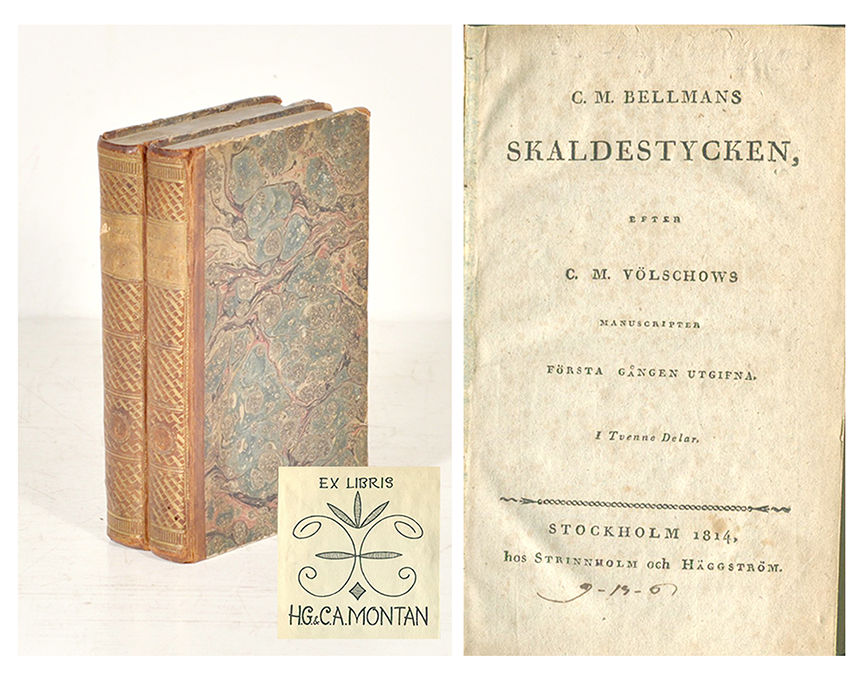 EX LIBRIS
H.G.&C.A.MONTAN
C. M. BELLMANS
SKALDESTYCKEN,
EFTER
C. M. VÖLSCHOWS
MANUSCRIPTER
FÖRSTA GÅNGEN UTGIFNA.
I Tvenne Delar.
STOCKHOLM 1814,
hos STRINNHOLM och HÄGGSTRÖM.